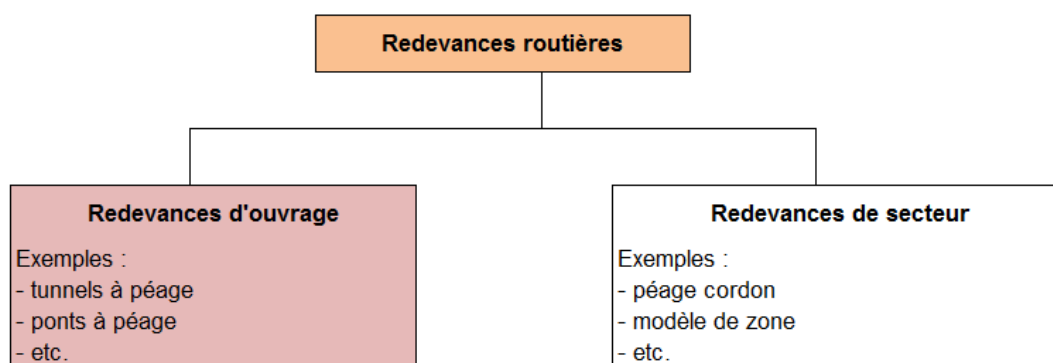 Redevances routières
Redevances d'ouvrage
Exemples :
- tunnels à péage
- ponts à péage
- etc.
Redevances de secteur
Exemples :
- péage cordon
- modèle de zone
- etc.